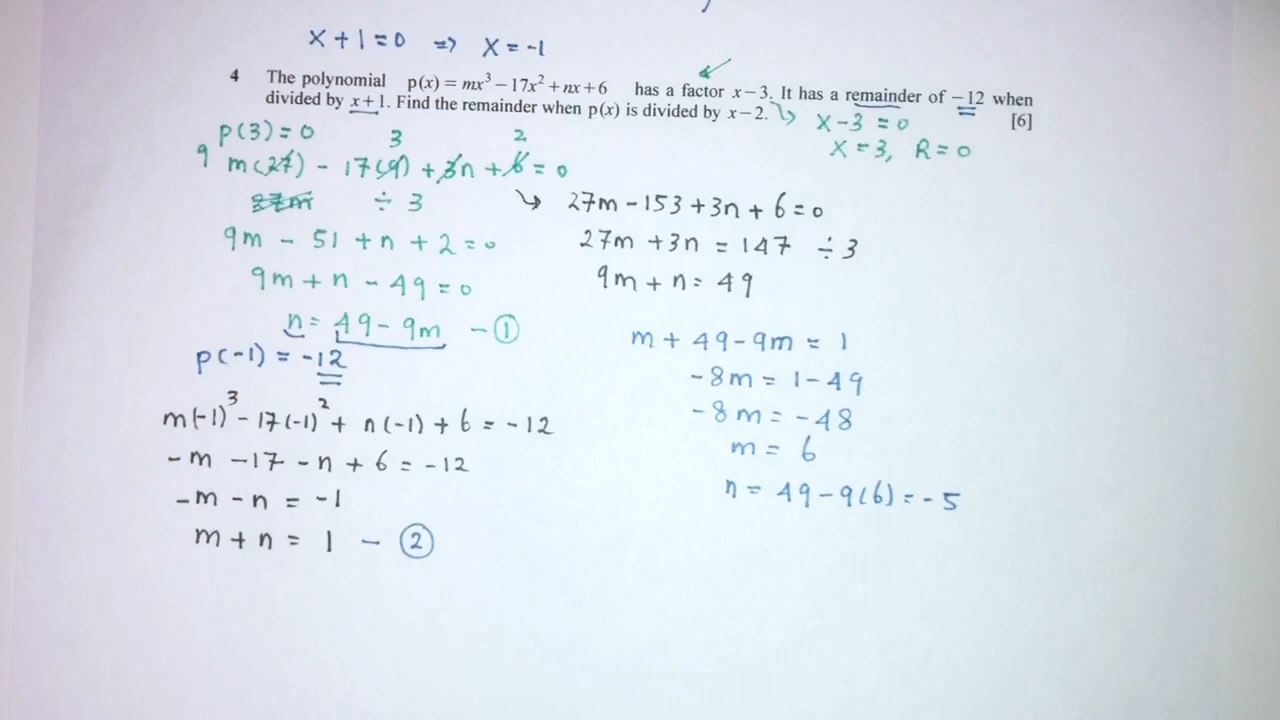 x + 1 = 0 => x = -1
4 The polynomial p(x) = mx³ − 17x² + nx + 6 has a factor x − 3. It has a remainder of −12 when
divided by x + 1. Find the remainder when p(x) is divided by x − 2.
[6]
x - 3 = 0
x = 3, R = 0
p(3) = 0
3 2
9 m(27) - 17(9) + 3n + 6 = 0
27m ÷ 3
9m - 51 + n + 2 = 0
9m + n - 49 = 0
n = 49 - 9m - ①
27m - 153 + 3n + 6 = 0
27m + 3n = 147 ÷ 3
9m + n = 49
p(-1) = -12
m(-1)³ - 17(-1)² + n(-1) + 6 = -12
-m - 17 - n + 6 = -12
-m - n = -1
m + n = 1 - ②
m + 49 - 9m = 1
-8m = 1 - 49
-8m = -48
m = 6
n = 49 - 9(6) = -5